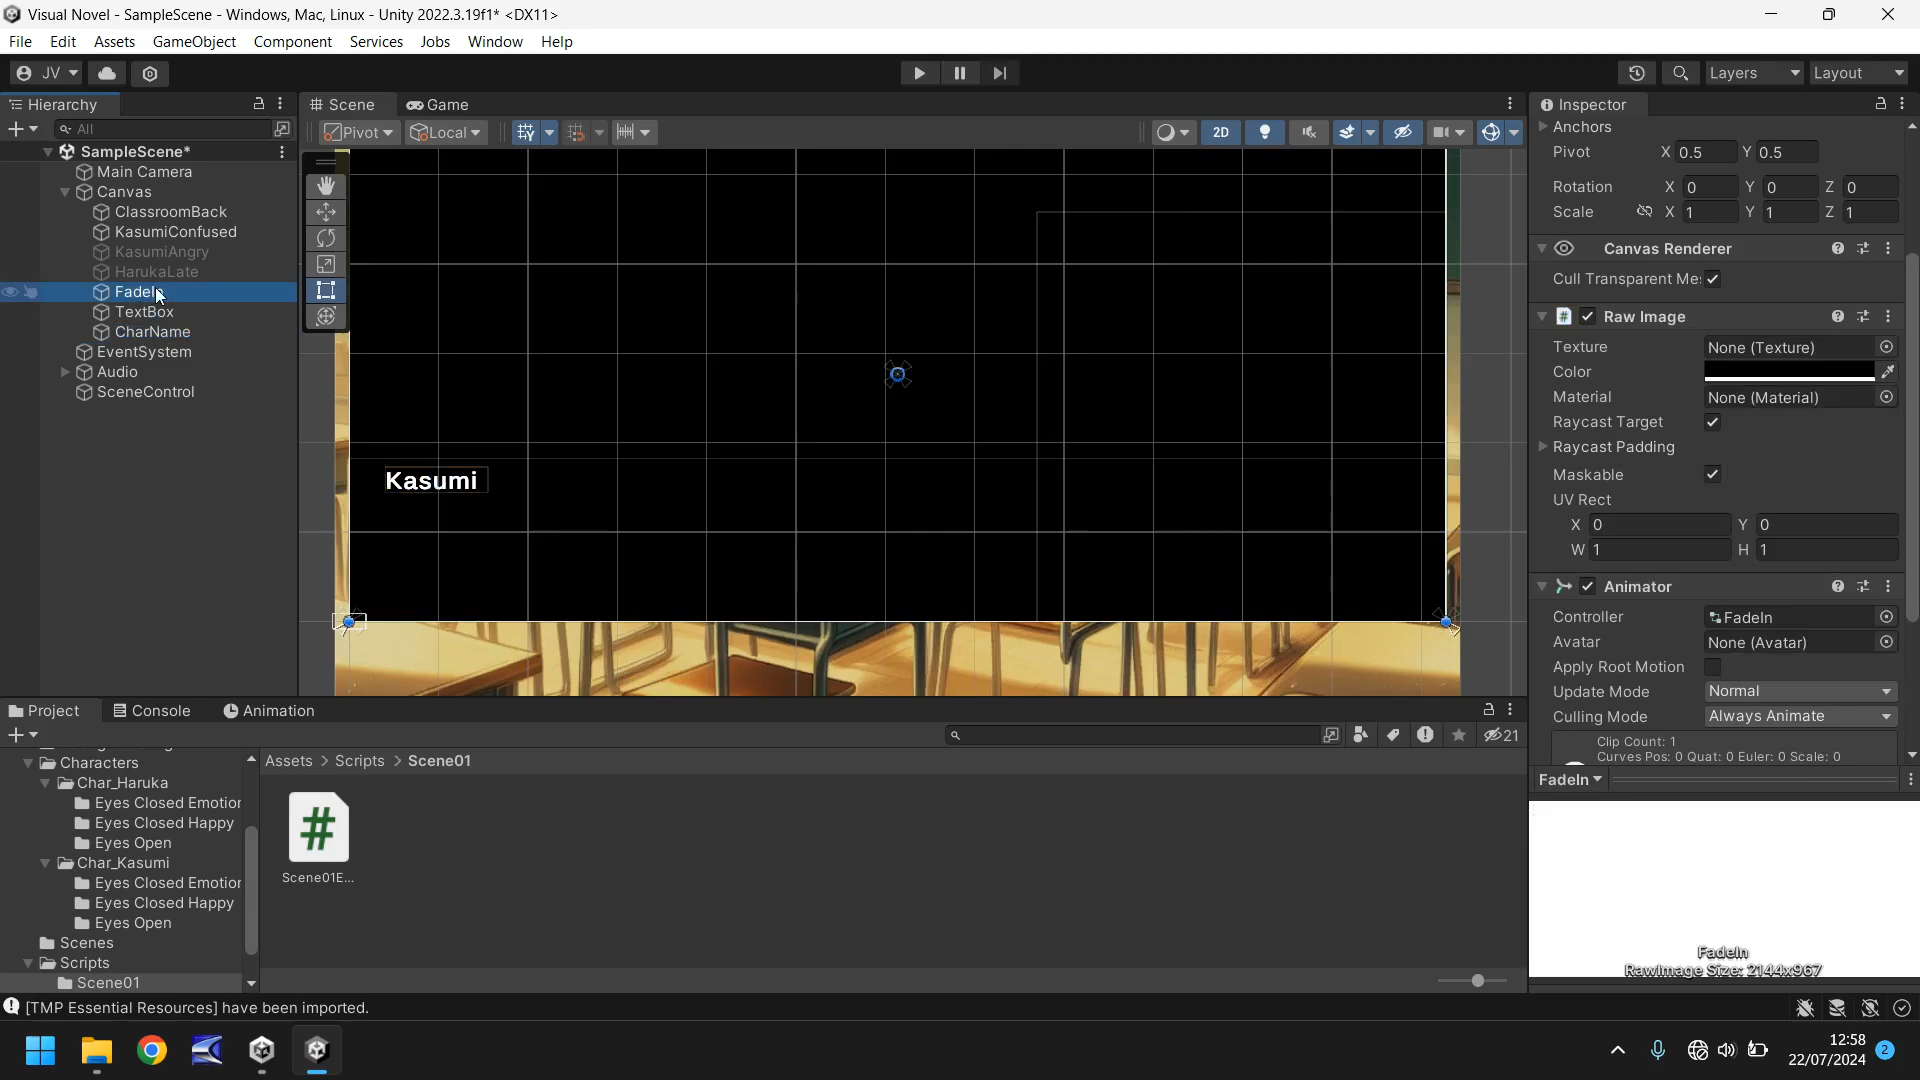 Visual Novel - SampleScene - Windows, Mac, Linux - Unity 2022.3.19f1* <DX11>
File Edit Assets GameObject Component Services Jobs Window Help
JV Layers Layout
Hierarchy Scene Game Inspector
All Pivot Local 2D Anchors
SampleScene* Pivot X 0.5 Y 0.5
Main Camera
Canvas Rotation X 0 Y 0 Z 0
ClassroomBack Scale X 1 Y 1 Z 1
KasumiConfused
KasumiAngry Canvas Renderer
HarukaLate Cull Transparent Me:
FadeIn
TextBox Raw Image
CharName Texture None (Texture)
EventSystem
Audio Color
SceneControl Material None (Material)
Raycast Target
Raycast Padding
Kasumi Maskable
UV Rect
X 0 Y 0
W 1 H 1
Animator
Controller FadeIn
Avatar None (Avatar)
Apply Root Motion
Update Mode Normal
Project Console Animation Culling Mode Always Animate
21 Clip Count: 1
Curves Pos: 0 Quat: 0 Euler: 0 Scale: 0
Characters Assets > Scripts > Scene01
Char_Haruka FadeIn
Eyes Closed Emotion
Eyes Closed Happy
Eyes Open
Char_Kasumi #
Eyes Closed Emotion Scene01E...
Eyes Closed Happy
Eyes Open
Scenes FadeIn
Scripts RawImage Size: 2144x967
Scene01
[TMP Essential Resources] have been imported.
12:58
22/07/2024 2